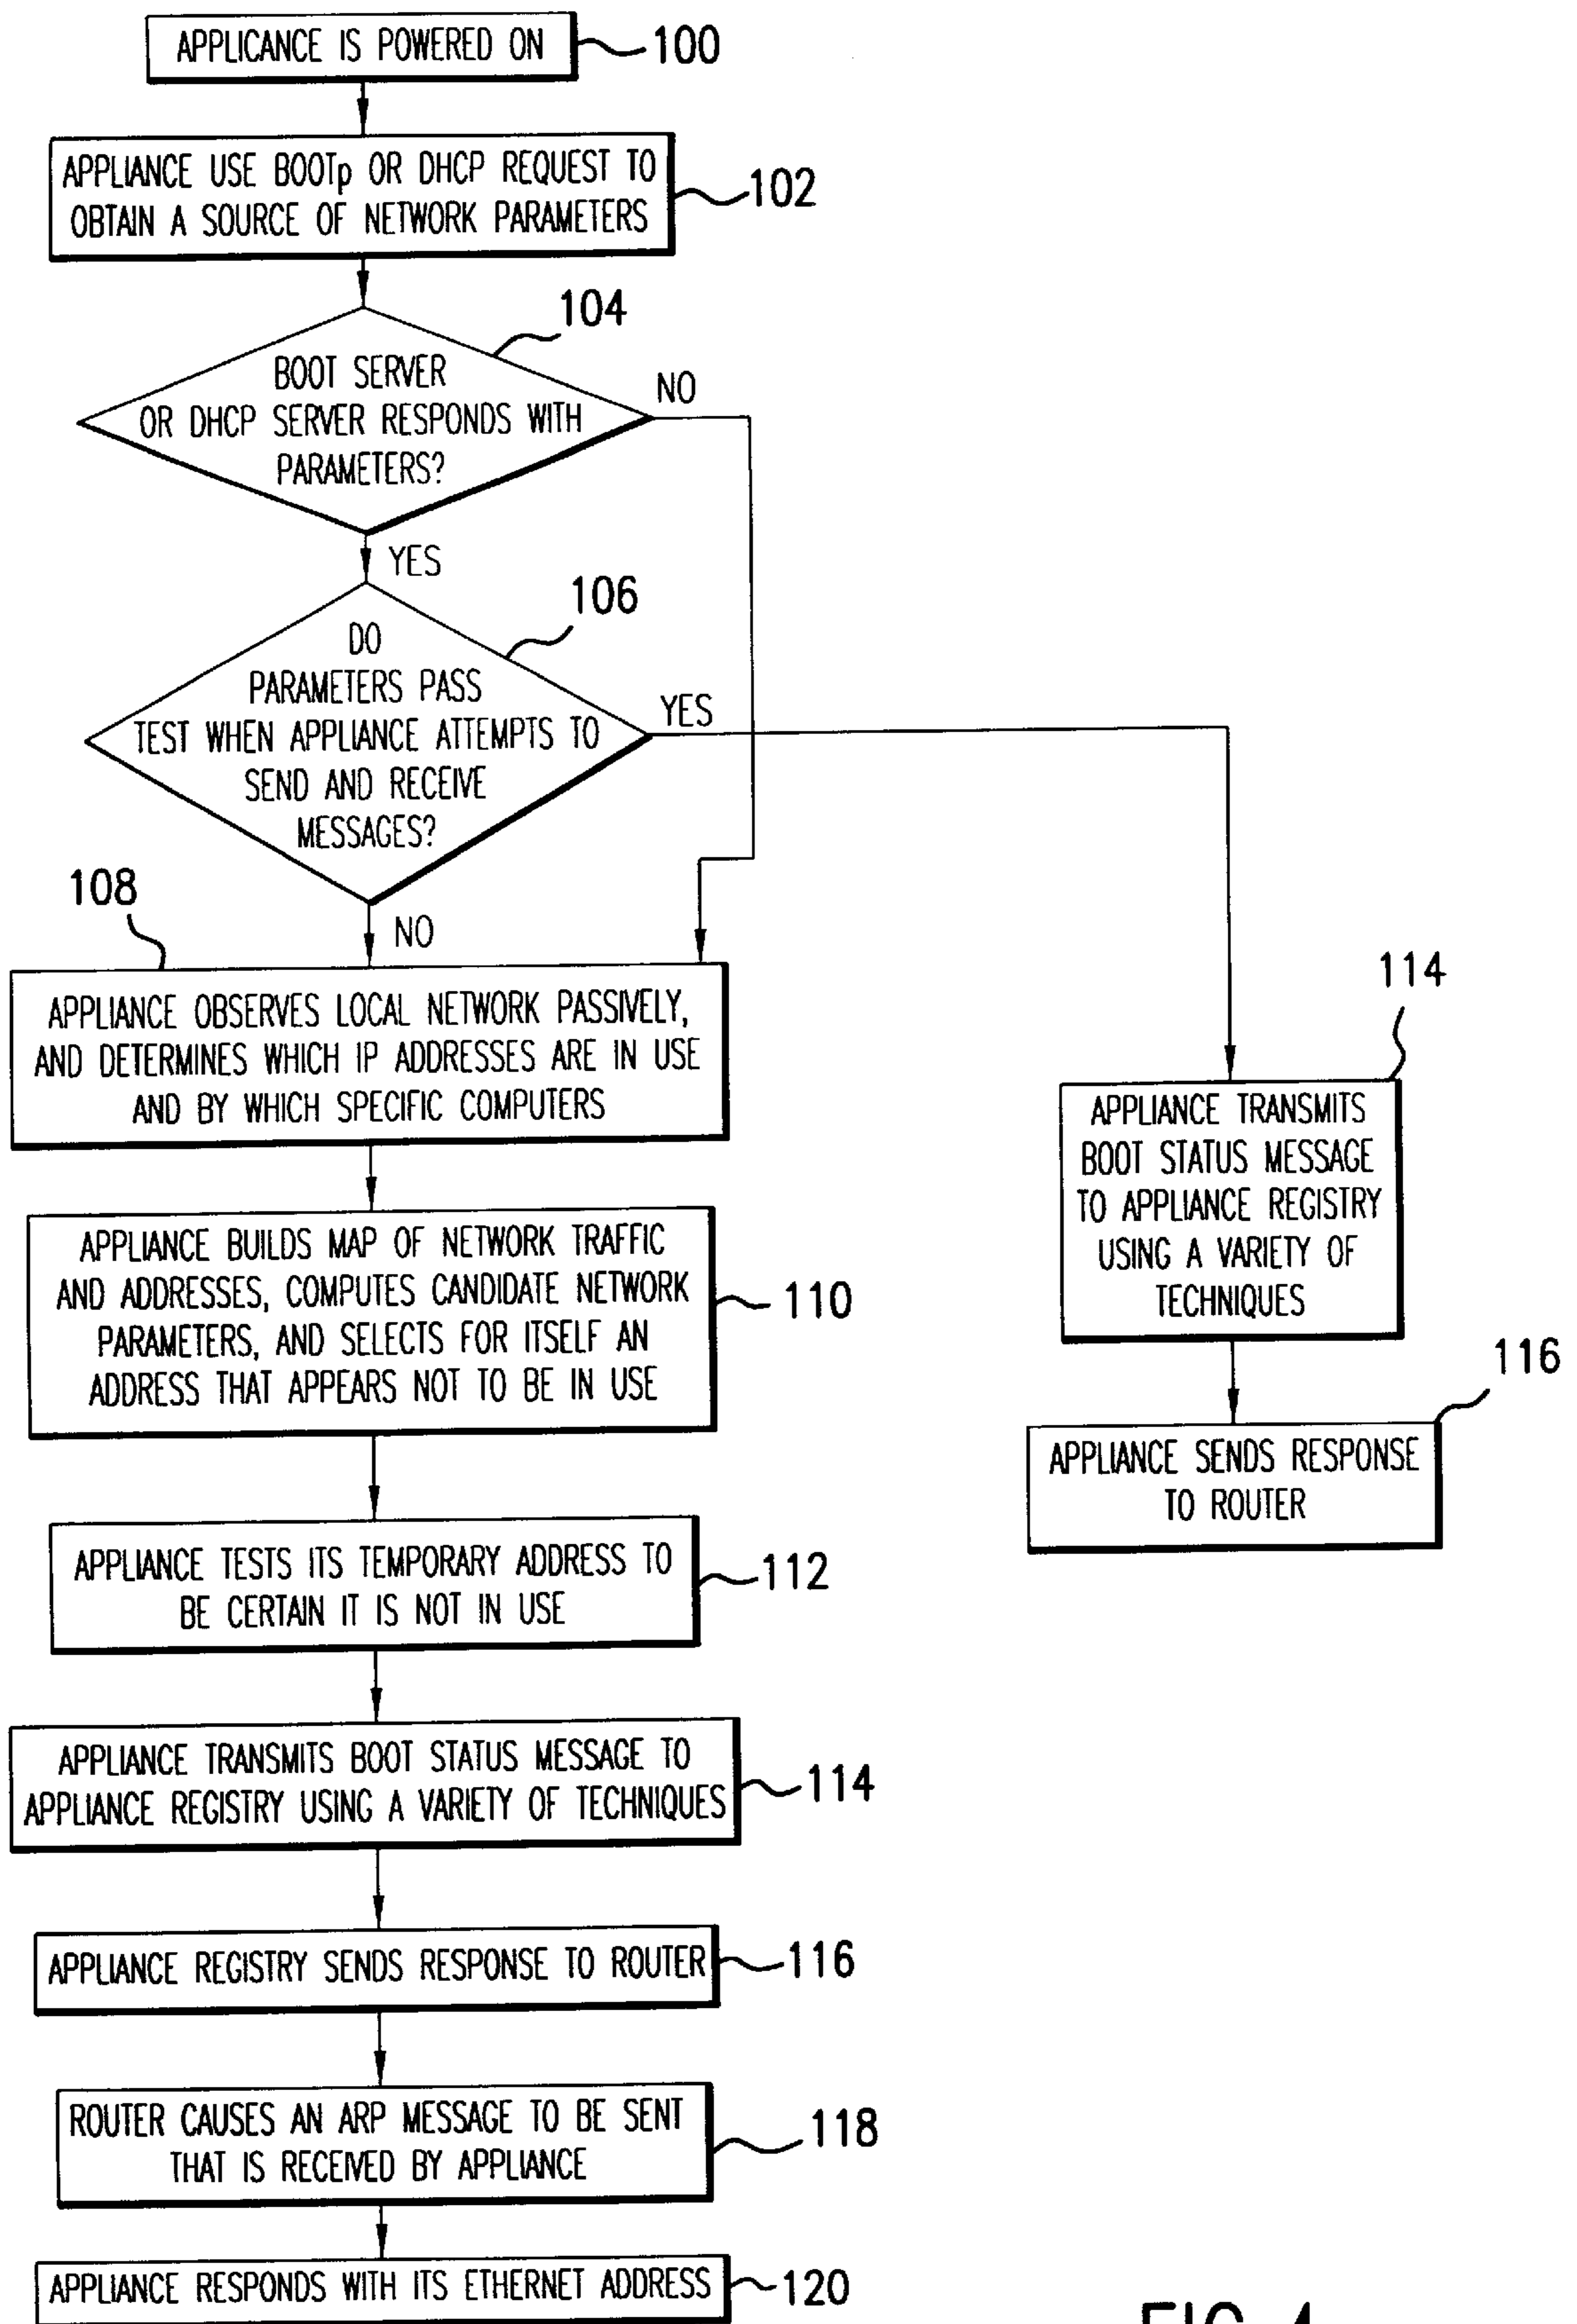 APPLICANCE IS POWERED ON
100
APPLIANCE USE BOOTp OR DHCP REQUEST TO
OBTAIN A SOURCE OF NETWORK PARAMETERS
102
104
BOOT SERVER
OR DHCP SERVER RESPONDS WITH
PARAMETERS?
NO
YES
106
DO
PARAMETERS PASS
TEST WHEN APPLIANCE ATTEMPTS TO
SEND AND RECEIVE
MESSAGES?
YES
NO
108
APPLIANCE OBSERVES LOCAL NETWORK PASSIVELY,
AND DETERMINES WHICH IP ADDRESSES ARE IN USE
AND BY WHICH SPECIFIC COMPUTERS
114
APPLIANCE TRANSMITS
BOOT STATUS MESSAGE
TO APPLIANCE REGISTRY
USING A VARIETY OF
TECHNIQUES
116
APPLIANCE SENDS RESPONSE
TO ROUTER
APPLIANCE BUILDS MAP OF NETWORK TRAFFIC
AND ADDRESSES, COMPUTES CANDIDATE NETWORK
PARAMETERS, AND SELECTS FOR ITSELF AN
ADDRESS THAT APPEARS NOT TO BE IN USE
110
APPLIANCE TESTS ITS TEMPORARY ADDRESS TO
BE CERTAIN IT IS NOT IN USE
112
APPLIANCE TRANSMITS BOOT STATUS MESSAGE TO
APPLIANCE REGISTRY USING A VARIETY OF TECHNIQUES
114
APPLIANCE REGISTRY SENDS RESPONSE TO ROUTER
116
ROUTER CAUSES AN ARP MESSAGE TO BE SENT
THAT IS RECEIVED BY APPLIANCE
118
APPLIANCE RESPONDS WITH ITS ETHERNET ADDRESS
120